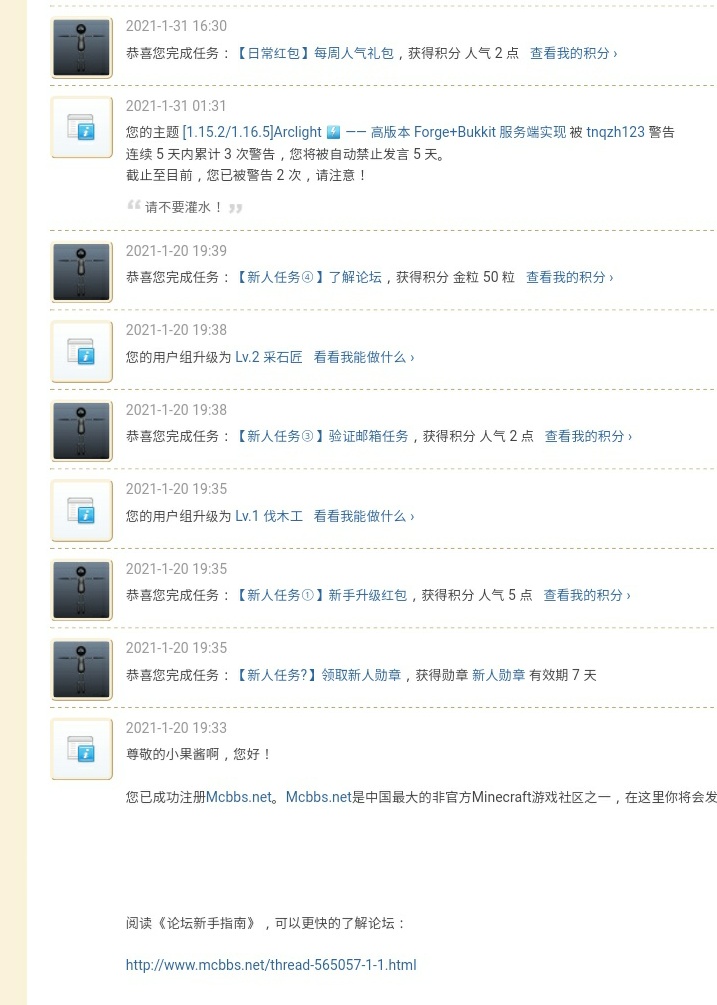 2021-1-31 16:30
恭喜您完成任务：【日常红包】每周人气礼包，获得积分 人气 2 点 查看我的积分 ›
2021-1-31 01:31
您的主题 [1.15.2/1.16.5]Arclight —— 高版本 Forge+Bukkit 服务端实现 被 tnqzh123 警告
连续 5 天内累计 3 次警告，您将被自动禁止发言 5 天。
截止至目前，您已被警告 2 次，请注意！
“ 请不要灌水！ ”
2021-1-20 19:39
恭喜您完成任务：【新人任务④】了解论坛，获得积分 金粒 50 粒 查看我的积分 ›
2021-1-20 19:38
您的用户组升级为 Lv.2 采石匠 看看我能做什么 ›
2021-1-20 19:38
恭喜您完成任务：【新人任务③】验证邮箱任务，获得积分 人气 2 点 查看我的积分 ›
2021-1-20 19:35
您的用户组升级为 Lv.1 伐木工 看看我能做什么 ›
2021-1-20 19:35
恭喜您完成任务：【新人任务①】新手升级红包，获得积分 人气 5 点 查看我的积分 ›
2021-1-20 19:35
恭喜您完成任务：【新人任务?】领取新人勋章，获得勋章 新人勋章 有效期 7 天
2021-1-20 19:33
尊敬的小果酱啊，您好！
您已成功注册Mcbbs.net。Mcbbs.net是中国最大的非官方Minecraft游戏社区之一，在这里你将会发
阅读《论坛新手指南》，可以更快的了解论坛：
http://www.mcbbs.net/thread-565057-1-1.html